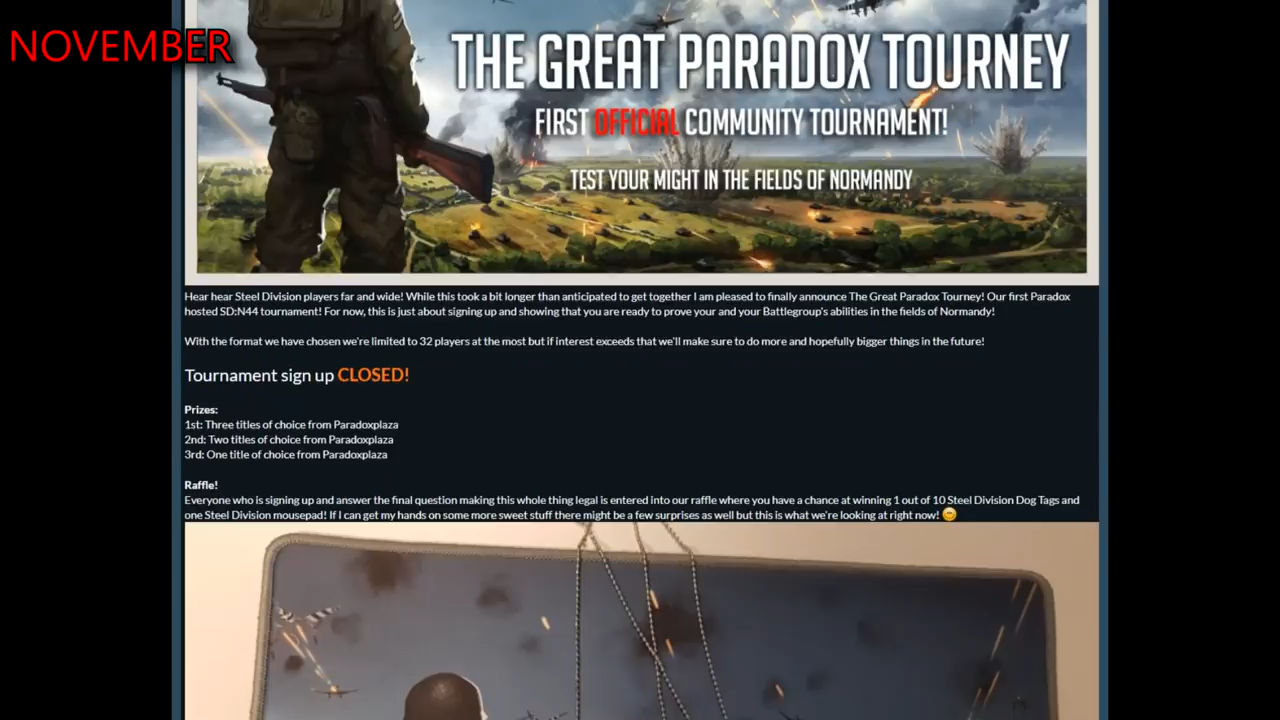 NOVEMBER
THE GREAT PARADOX TOURNEY
FIRST OFFICIAL COMMUNITY TOURNAMENT!
TEST YOUR MIGHT IN THE FIELDS OF NORMANDY
Hear hear Steel Division players far and wide! While this took a bit longer than anticipated to get together I am pleased to finally announce The Great Paradox Tourney! Our first Paradox
hosted SD:N44 tournament! For now, this is just about signing up and showing that you are ready to prove your and your Battlegroup's abilities in the fields of Normandy!
With the format we have chosen we're limited to 32 players at the most but if interest exceeds that we'll make sure to do more and hopefully bigger things in the future!
Tournament sign up CLOSED!
Prizes:
1st: Three titles of choice from Paradoxplaza
2nd: Two titles of choice from Paradoxplaza
3rd: One title of choice from Paradoxplaza
Raffle!
Everyone who is signing up and answer the final question making this whole thing legal is entered into our raffle where you have a chance at winning 1 out of 10 Steel Division Dog Tags and
one Steel Division mousepad! If I can get my hands on some more sweet stuff there might be a few surprises as well but this is what we're looking at right now!